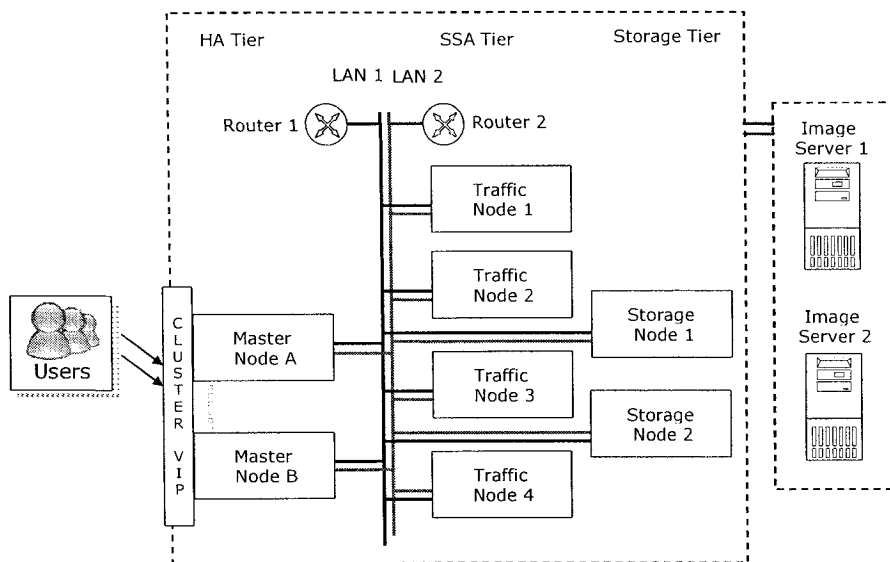 HA Tier
SSA Tier
Storage Tier
LAN 1
LAN 2
Router 1
Router 2
Image
Server 1
Traffic
Node 1
Traffic
Node 2
Storage
Node 1
Image
Server 2
CLUSTER VIP
Master
Node A
Users
Traffic
Node 3
Storage
Node 2
Master
Node B
Traffic
Node 4